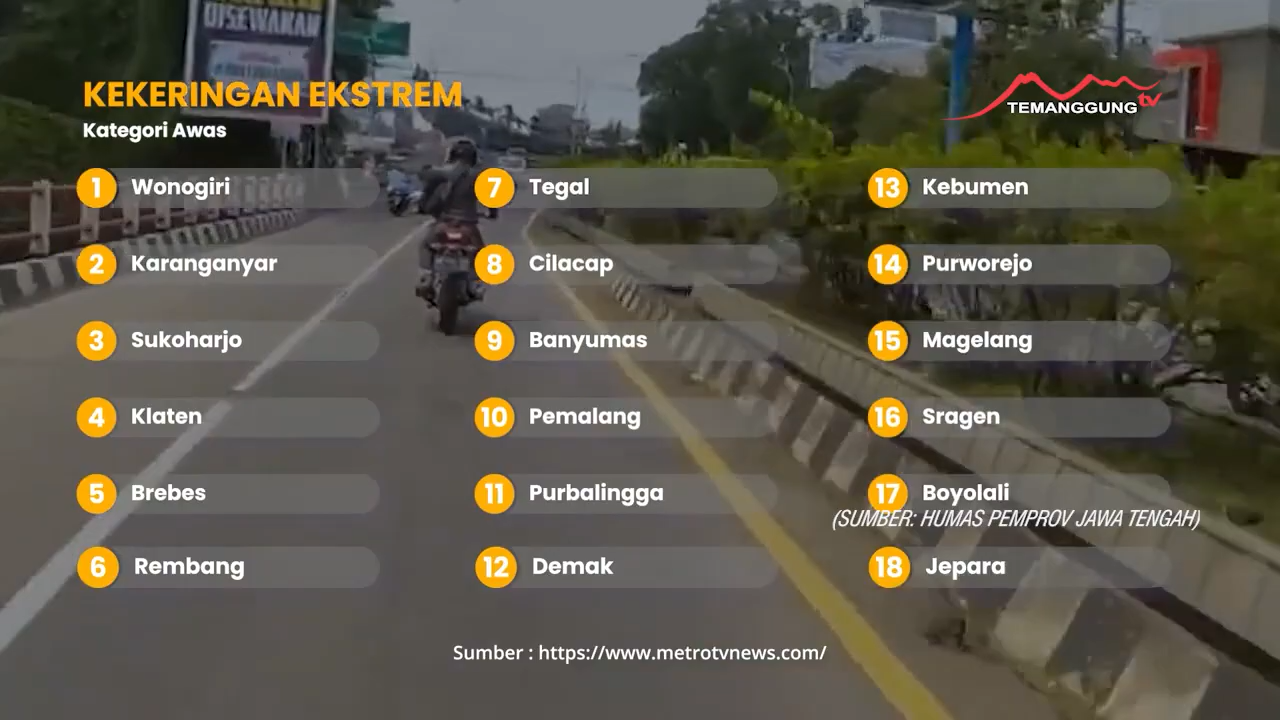 DISEWAKAN
KEKERINGAN EKSTREM
Kategori Awas
TEMANGGUNG tv
1 Wonogiri
2 Karanganyar
3 Sukoharjo
4 Klaten
5 Brebes
6 Rembang
7 Tegal
8 Cilacap
9 Banyumas
10 Pemalang
11 Purbalingga
12 Demak
13 Kebumen
14 Purworejo
15 Magelang
16 Sragen
17 Boyolali
(SUMBER: HUMAS PEMPROV JAWA TENGAH)
18 Jepara
Sumber : https://www.metrotvnews.com/